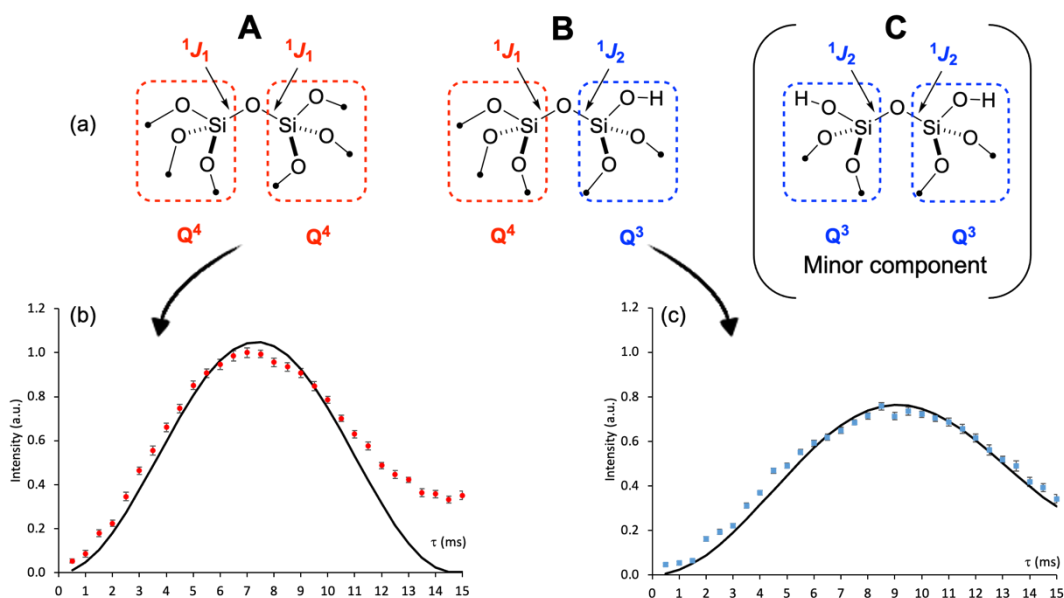 A
B
C
¹J₁
¹J₁
¹J₁
¹J₂
¹J₂
¹J₂
(a)
O
O
O
Si
Si
O
O
O
O
O
O
O-H
O
Si
Si
O
O
O
O
H
O
O
O-H
O
Si
Si
O
O
O
O
Q⁴
Q⁴
Q⁴
Q³
Q³
Q³
Minor component
(b)
Intensity (a.u.)
1.2
1.0
0.8
0.6
0.4
0.2
0.0
τ (ms)
0 1 2 3 4 5 6 7 8 9 10 11 12 13 14 15
(c)
Intensity (a.u.)
1.2
1.0
0.8
0.6
0.4
0.2
0.0
τ (ms)
0 1 2 3 4 5 6 7 8 9 10 11 12 13 14 15